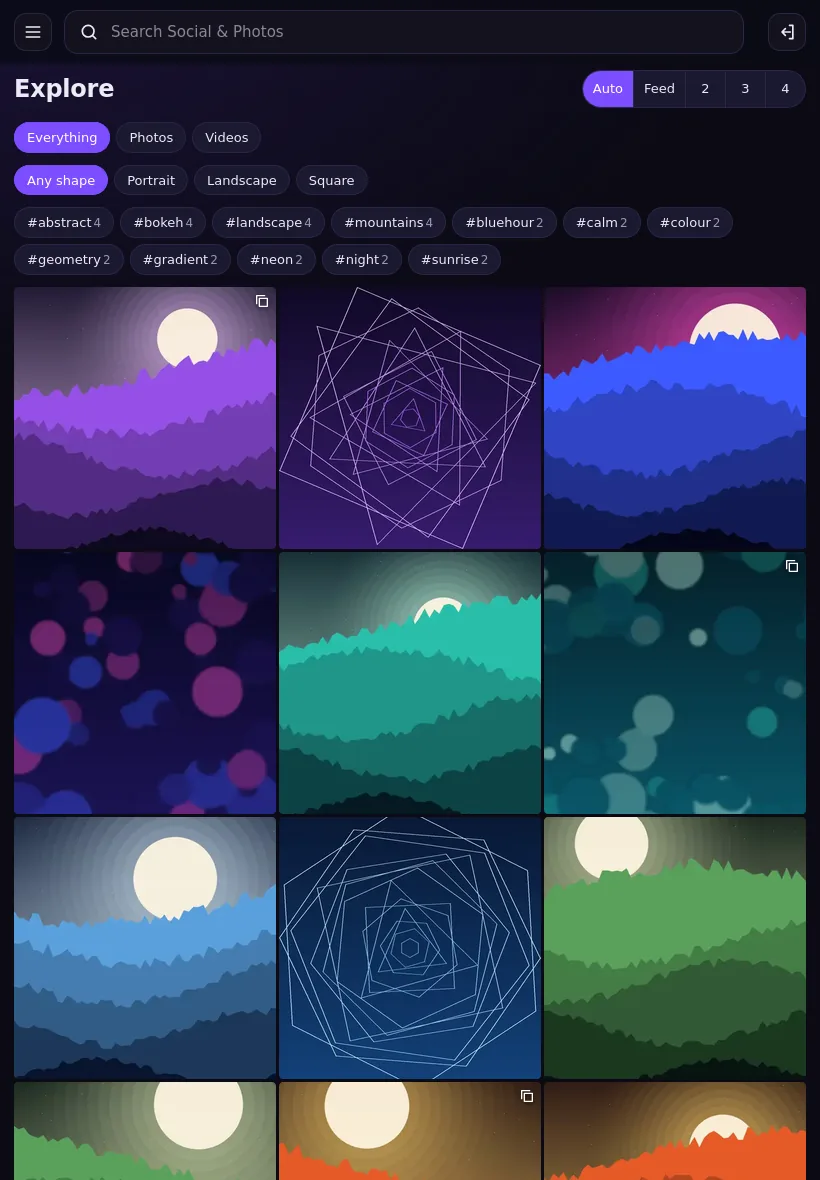 Search Social & Photos
Explore
Auto Feed 2 3 4
Everything Photos Videos
Any shape Portrait Landscape Square
#abstract 4 #bokeh 4 #landscape 4 #mountains 4 #bluehour 2 #calm 2 #colour 2
#geometry 2 #gradient 2 #neon 2 #night 2 #sunrise 2